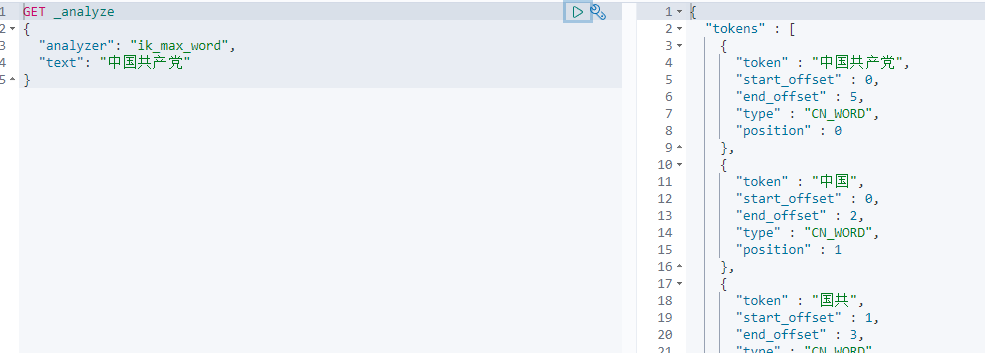 GET _analyze
{
"analyzer": "ik_max_word",
"text": "中国共产党"
}
1
2
3
4
5
1 {
2 "tokens" : [
3 {
4 "token" : "中国共产党",
5 "start_offset" : 0,
6 "end_offset" : 5,
7 "type" : "CN_WORD",
8 "position" : 0
9 },
10 {
11 "token" : "中国",
12 "start_offset" : 0,
13 "end_offset" : 2,
14 "type" : "CN_WORD",
15 "position" : 1
16 },
17 {
18 "token" : "国共",
19 "start_offset" : 1,
20 "end_offset" : 3,
21 "type" : "CN_WORD"